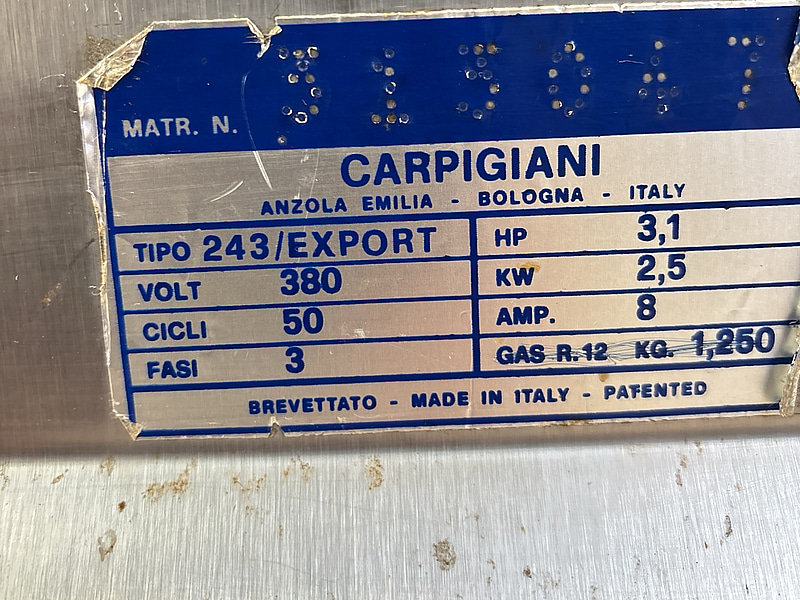 MATR. N. 315047
CARPIGIANI
ANZOLA EMILIA - BOLOGNA - ITALY
TIPO 243/EXPORT
HP 3,1
VOLT 380
KW 2,5
CICLI 50
AMP. 8
FASI 3
GAS R.12 KG. 1,250
BREVETTATO - MADE IN ITALY - PATENTED